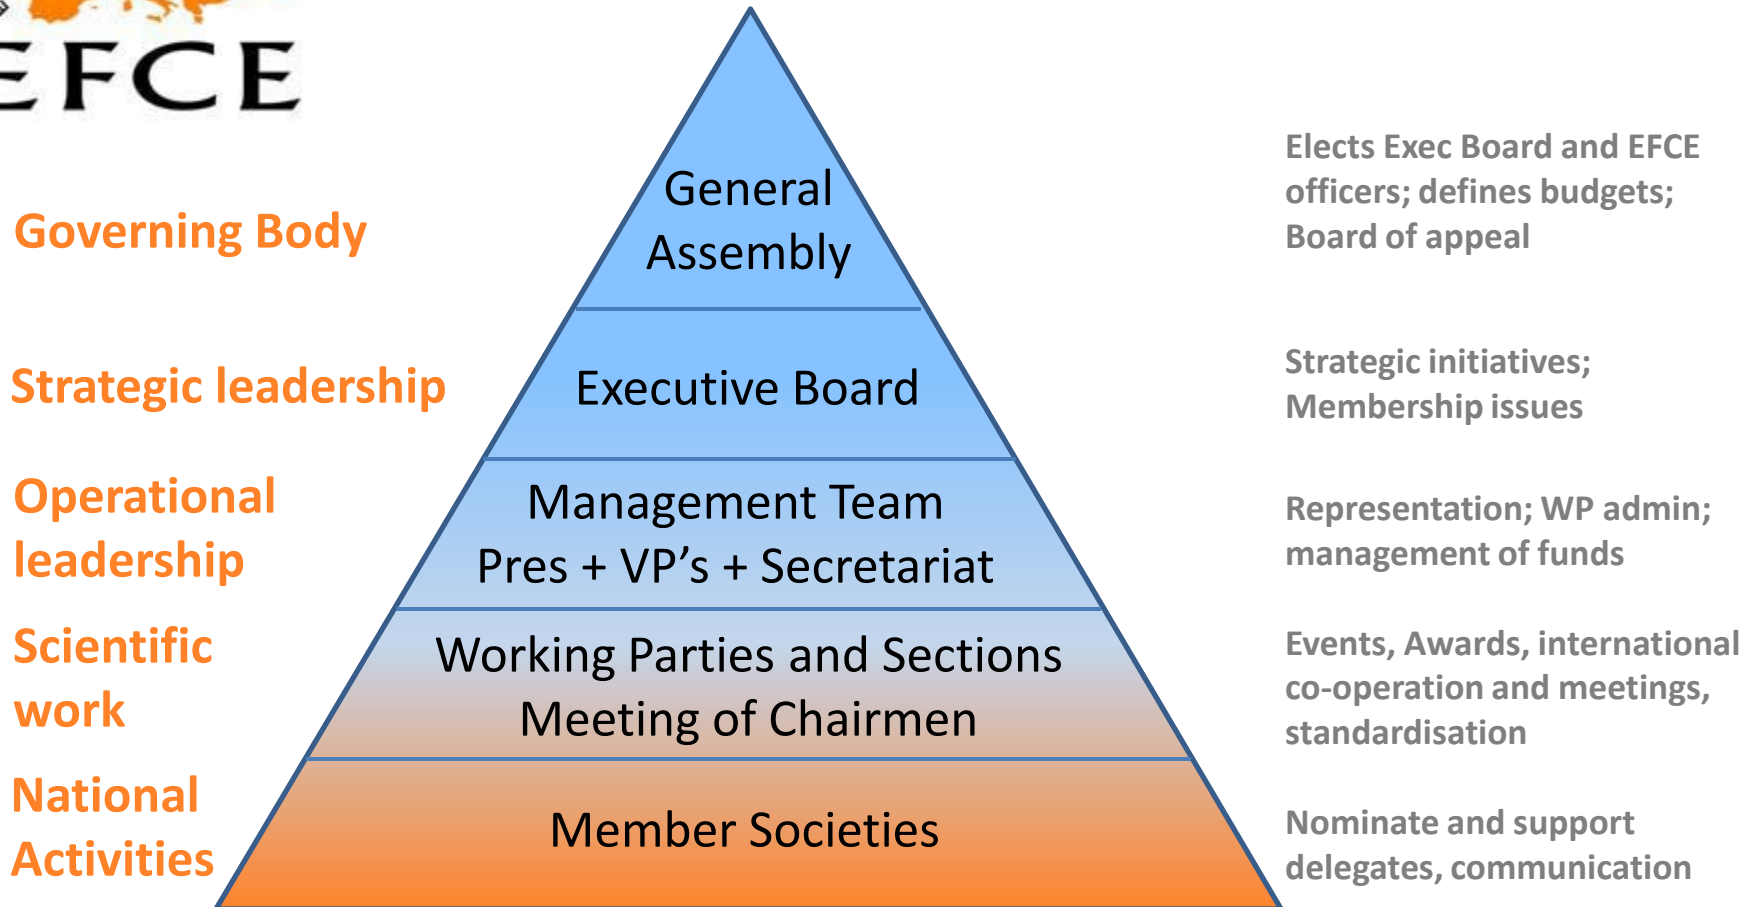 EFCE
Governing Body
General
Assembly
Elects Exec Board and EFCE
officers; defines budgets;
Board of appeal
Strategic leadership
Executive Board
Strategic initiatives;
Membership issues
Operational
leadership
Management Team
Pres + VP’s + Secretariat
Representation; WP admin;
management of funds
Scientific
work
Working Parties and Sections
Meeting of Chairmen
Events, Awards, international
co-operation and meetings,
standardisation
National
Activities
Member Societies
Nominate and support
delegates, communication